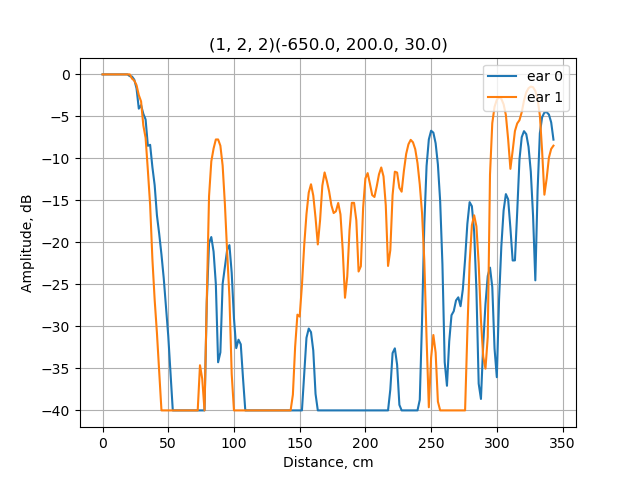 (1, 2, 2)(-650.0, 200.0, 30.0)
ear 0
ear 1
Amplitude, dB
0
−5
−10
−15
−20
−25
−30
−35
−40
0 50 100 150 200 250 300 350
Distance, cm